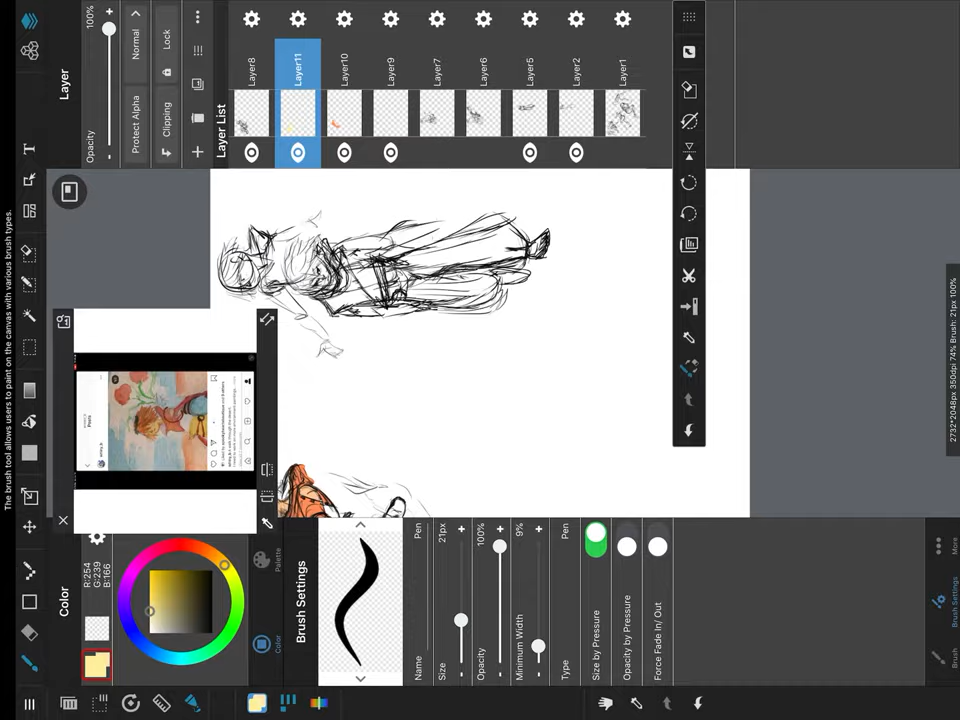 The brush tool allows users to paint on the canvas with various brush types.
Color
R:254
G:239
B:166
Color
Palette
Brush Settings
Name
Pen
Size
21px
Opacity
100%
Minimum Width
9%
Type
Pen
Size by Pressure
Opacity by Pressure
Force Fade In/ Out
Brush
Brush Settings
More
Layer
Opacity
100%
Protect Alpha
Normal
Clipping
Lock
Layer List
Layer8
Layer11
Layer10
Layer9
Layer7
Layer6
Layer5
Layer2
Layer1
Posts
2732*2048px 350dpi 74% Brush: 21px 100%
T